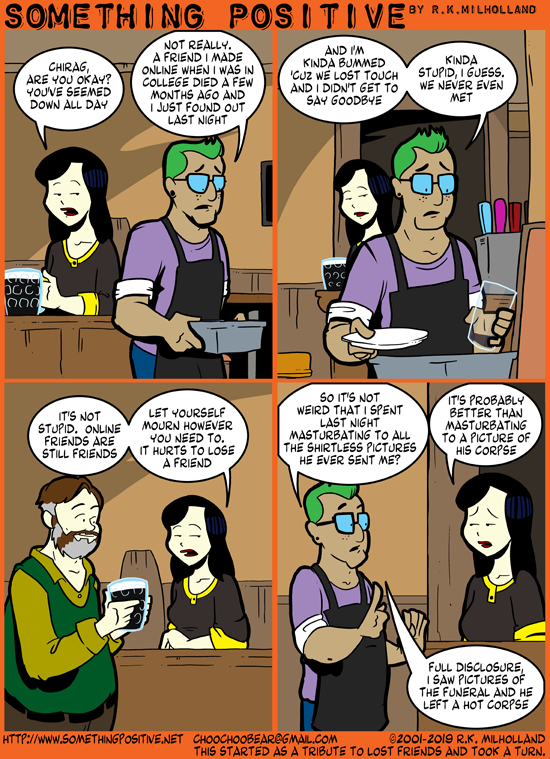 SOMETHING POSITIVE BY R.K.MILHOLLAND
CHIRAG,
ARE YOU OKAY?
YOU'VE SEEMED
DOWN ALL DAY
NOT REALLY.
A FRIEND I MADE
ONLINE WHEN I WAS IN
COLLEGE DIED A FEW
MONTHS AGO AND
I JUST FOUND OUT
LAST NIGHT
AND I'M
KINDA BUMMED
'CUZ WE LOST TOUCH
AND I DIDN'T GET TO
SAY GOODBYE
KINDA
STUPID, I GUESS.
WE NEVER EVEN
MET
IT'S NOT
STUPID. ONLINE
FRIENDS ARE
STILL FRIENDS
LET YOURSELF
MOURN HOWEVER
YOU NEED TO.
IT HURTS TO LOSE
A FRIEND
SO IT'S NOT
WEIRD THAT I SPENT
LAST NIGHT
MASTURBATING TO ALL
THE SHIRTLESS PICTURES
HE EVER SENT ME?
IT'S PROBABLY
BETTER THAN
MASTURBATING
TO A PICTURE OF
HIS CORPSE
FULL DISCLOSURE,
I SAW PICTURES OF
THE FUNERAL AND HE
LEFT A HOT CORPSE
HTTP://WWW.SOMETHINGPOSITIVE.NET CHOOCHOOBEAR@GMAIL.COM ©2001-2019 R.K. MILHOLLAND
THIS STARTED AS A TRIBUTE TO LOST FRIENDS AND TOOK A TURN.